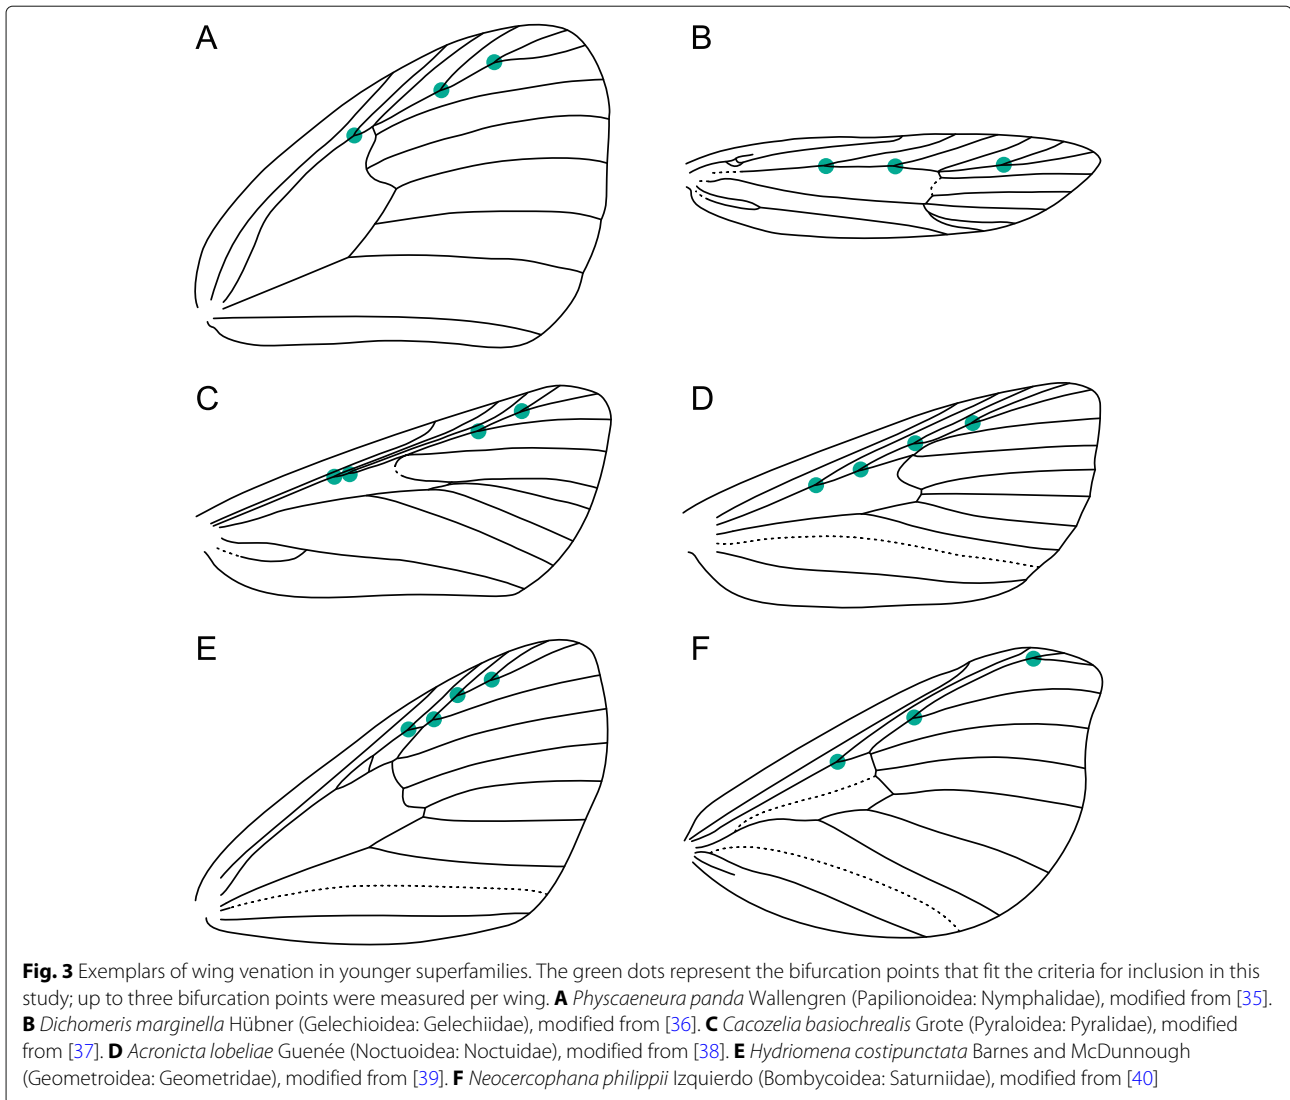 A
B
C
D
E
F
Fig. 3 Exemplars of wing venation in younger superfamilies. The green dots represent the bifurcation points that fit the criteria for inclusion in this
study; up to three bifurcation points were measured per wing. A Physcaeneura panda Wallengren (Papilionoidea: Nymphalidae), modified from [35].
B Dichomeris marginella Hübner (Gelechioidea: Gelechiidae), modified from [36]. C Cacozelia basiochrealis Grote (Pyraloidea: Pyralidae), modified
from [37]. D Acronicta lobeliae Guenée (Noctuoidea: Noctuidae), modified from [38]. E Hydriomena costipunctata Barnes and McDunnough
(Geometroidea: Geometridae), modified from [39]. F Neocercophana philippii Izquierdo (Bombycoidea: Saturniidae), modified from [40]